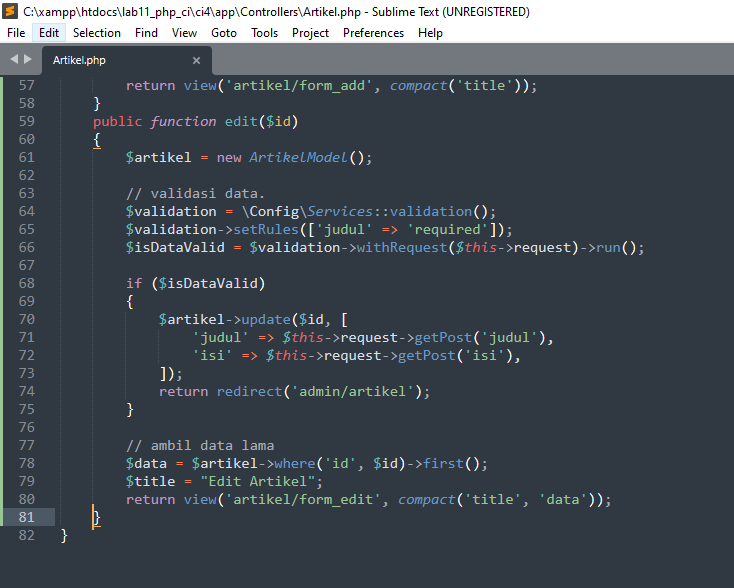 C:\xampp\htdocs\lab11_php_ci\ci4\app\Controllers\Artikel.php - Sublime Text (UNREGISTERED)
File Edit Selection Find View Goto Tools Project Preferences Help
Artikel.php ×
57 return view('artikel/form_add', compact('title'));
58 }
59 public function edit($id)
60 {
61 $artikel = new ArtikelModel();
62
63 // validasi data.
64 $validation = \Config\Services::validation();
65 $validation->setRules(['judul' => 'required']);
66 $isDataValid = $validation->withRequest($this->request)->run();
67
68 if ($isDataValid)
69 {
70 $artikel->update($id, [
71 'judul' => $this->request->getPost('judul'),
72 'isi' => $this->request->getPost('isi'),
73 ]);
74 return redirect('admin/artikel');
75 }
76
77 // ambil data lama
78 $data = $artikel->where('id', $id)->first();
79 $title = "Edit Artikel";
80 return view('artikel/form_edit', compact('title', 'data'));
81 }
82 }